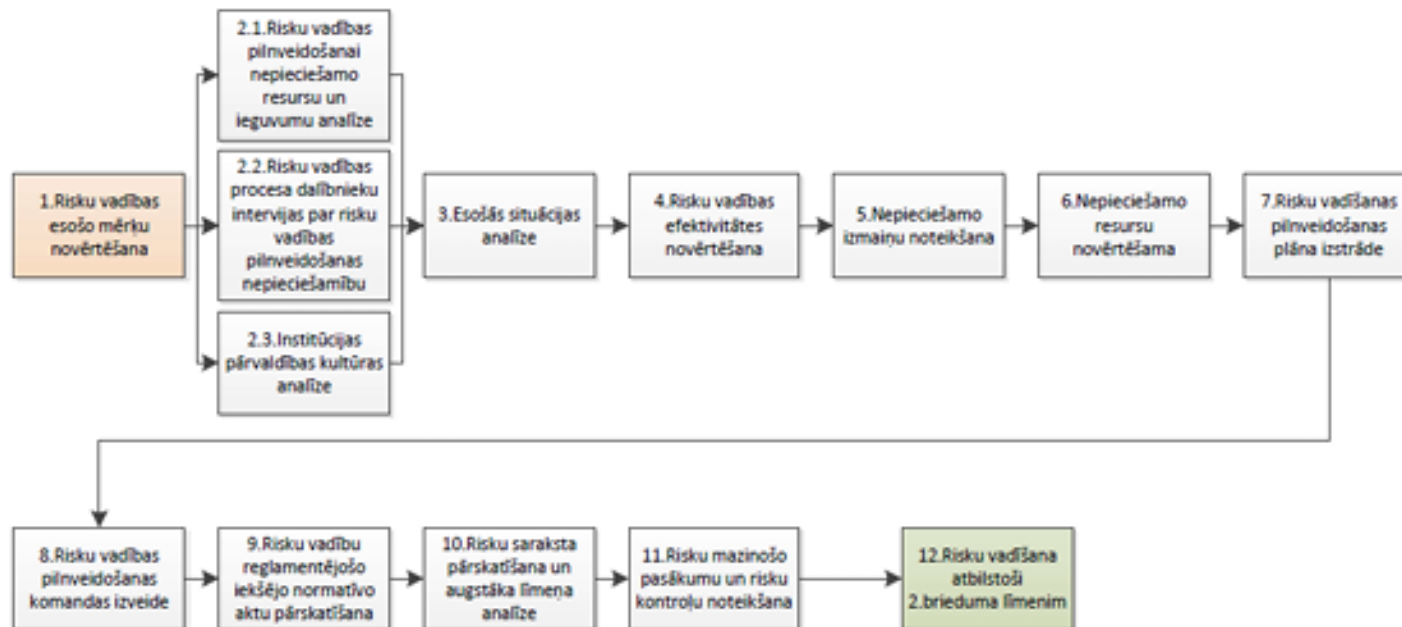 2.1.Risku vadības
pilnveidošanai
nepieciešamo
resursu un
ieguvumu analīze
1.Risku vadības
esošo mērķu
novērtēšana
2.2.Risku vadības
procesa dalībnieku
intervijas par risku
vadības
pilnveidošanas
nepieciešamību
2.3.Institūcijas
pārvaldības kultūras
analīze
3.Esošās situācijas
analīze
4.Risku vadības
efektivitātes
novērtēšana
5.Nepieciešamo
izmaiņu noteikšana
6.Nepieciešamo
resursu
novērtēšama
7.Risku vadīšanas
pilnveidošanas
plāna izstrāde
8.Risku vadības
pilnveidošanas
komandas izveide
9.Risku vadību
reglamentējošo
iekšējo normatīvo
aktu pārskatīšana
10.Risku saraksta
pārskatīšana un
augstāka līmeņa
analīze
11.Risku mazinošo
pasākumu un risku
kontroļu noteikšana
12.Risku vadīšana
atbilstoši
2.brieduma līmenim